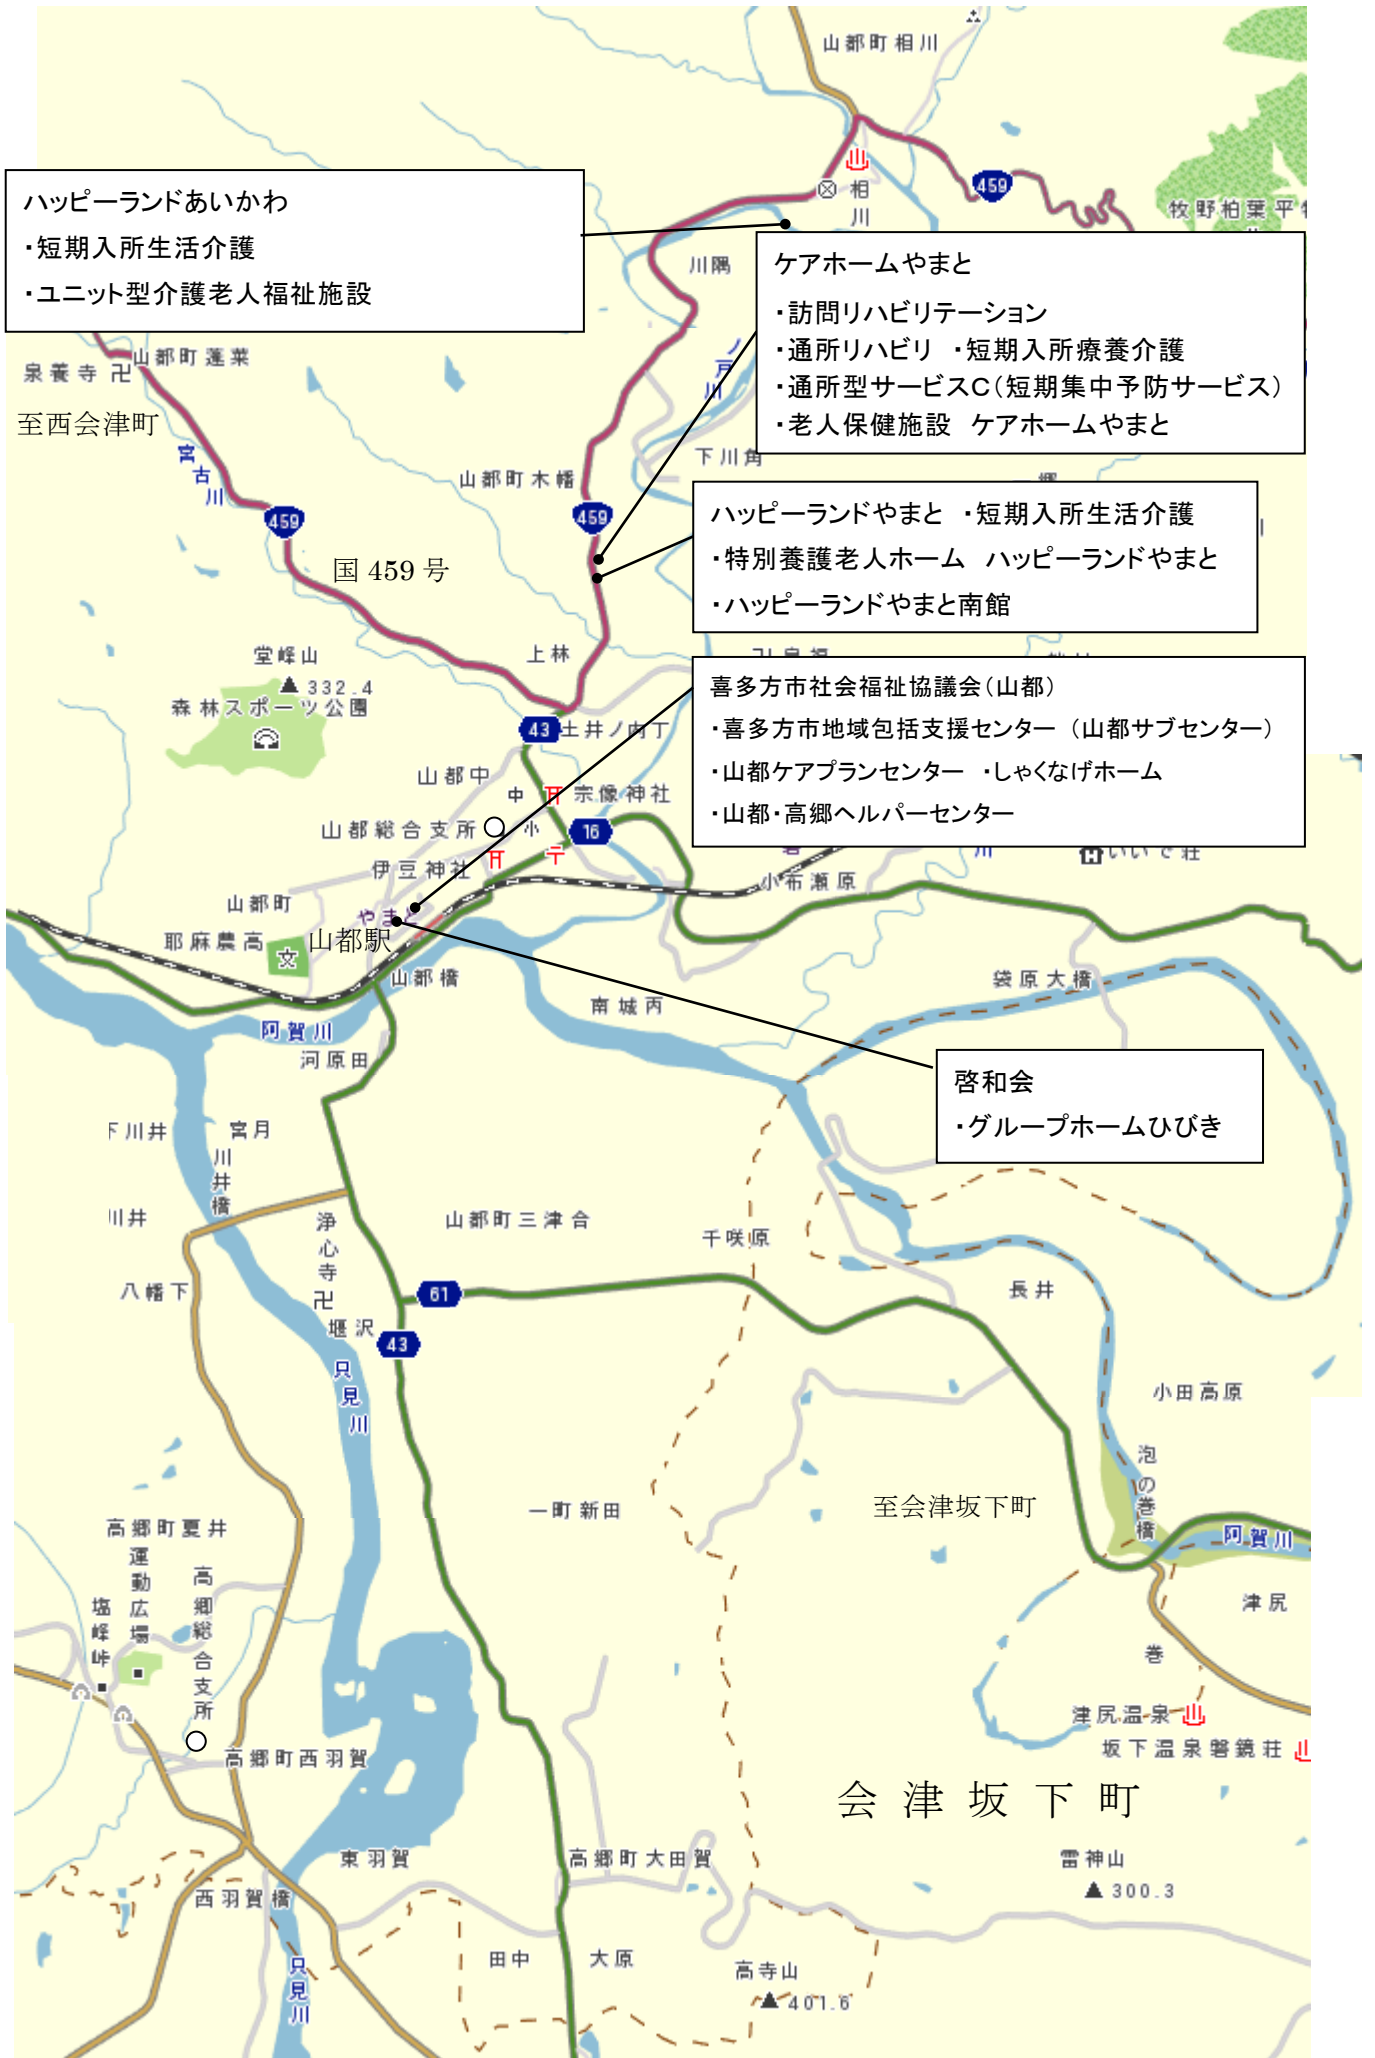 山都町相川
459
相
川
牧野柏葉平
ハッピーランドあいかわ
・短期入所生活介護
・ユニット型介護老人福祉施設
川隅
ケアホームやまと
・訪問リハビリテーション
・通所リハビリ ・短期入所療養介護
・通所型サービスC(短期集中予防サービス)
・老人保健施設 ケアホームやまと
ノ戸川
山都町蓬莱
泉養寺
至西会津町
宮古川
下川角
山都町木幡
459
459
国459号
ハッピーランドやまと ・短期入所生活介護
・特別養護老人ホーム ハッピーランドやまと
・ハッピーランドやまと南館
上林
堂峰山
332.4
森林スポーツ公園
喜多方市社会福祉協議会(山都)
・喜多方市地域包括支援センター (山都サブセンター)
・山都ケアプランセンター ・しゃくなげホーム
・山都・高郷ヘルパーセンター
43
土井ノ内丁
山都中
中
宗像神社
山都総合支所
小
16
川
いいで荘
伊豆神社
小布瀬原
山都町
やまと
耶麻農高
文
山都駅
山都橋
袋原大橋
南城丙
阿賀川
河原田
啓和会
・グループホームひびき
下川井
宮月
川井橋
川井
浄心寺
山都町三津合
千咲原
八幡下
61
長井
堰沢
43
只見川
小田高原
泡の巻橋
至会津坂下町
一町新田
阿賀川
高郷町夏井
運動広場
高郷総合支所
塩峰峠
津尻
巻
津尻温泉
坂下温泉磐鏡荘
高郷町西羽賀
会津坂下町
東羽賀
高郷町大田賀
雷神山
300.3
西羽賀橋
田中
大原
高寺山
401.6
只見川